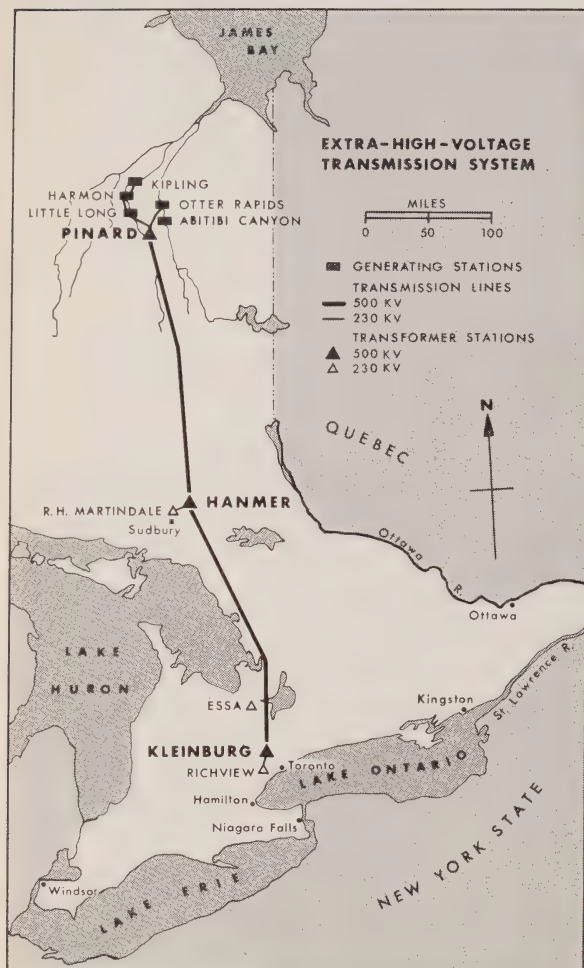 JAMES
BAY
EXTRA-HIGH-VOLTAGE
TRANSMISSION SYSTEM
MILES
0 50 100
GENERATING STATIONS
TRANSMISSION LINES
500 KV
230 KV
TRANSFORMER STATIONS
500 KV
230 KV
KIPLING
HARMON
OTTER RAPIDS
LITTLE LONG
ABITIBI CANYON
PINARD
N
QUEBEC
HANMER
R.H. MARTINDALE
Sudbury
Ottawa R.
Ottawa
LAKE
HURON
ESSA
Kingston
St. Lawrence R.
KLEINBURG
RICHVIEW
Toronto
LAKE ONTARIO
Hamilton
Niagara Falls
NEW YORK STATE
Windsor
LAKE ERIE